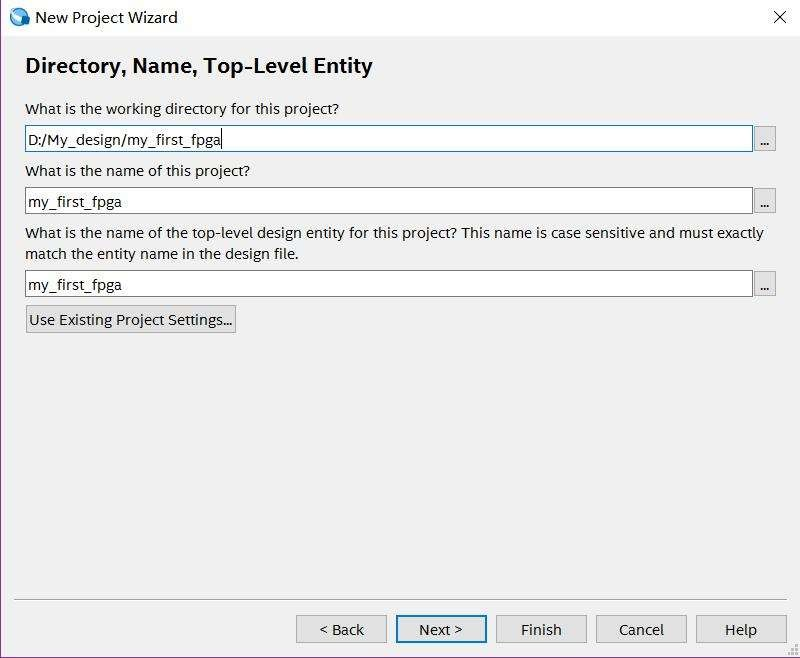 New Project Wizard
Directory, Name, Top-Level Entity
What is the working directory for this project?
D:/My_design/my_first_fpga
...
What is the name of this project?
my_first_fpga
...
What is the name of the top-level design entity for this project? This name is case sensitive and must exactly
match the entity name in the design file.
my_first_fpga
...
Use Existing Project Settings...
< Back
Next >
Finish
Cancel
Help